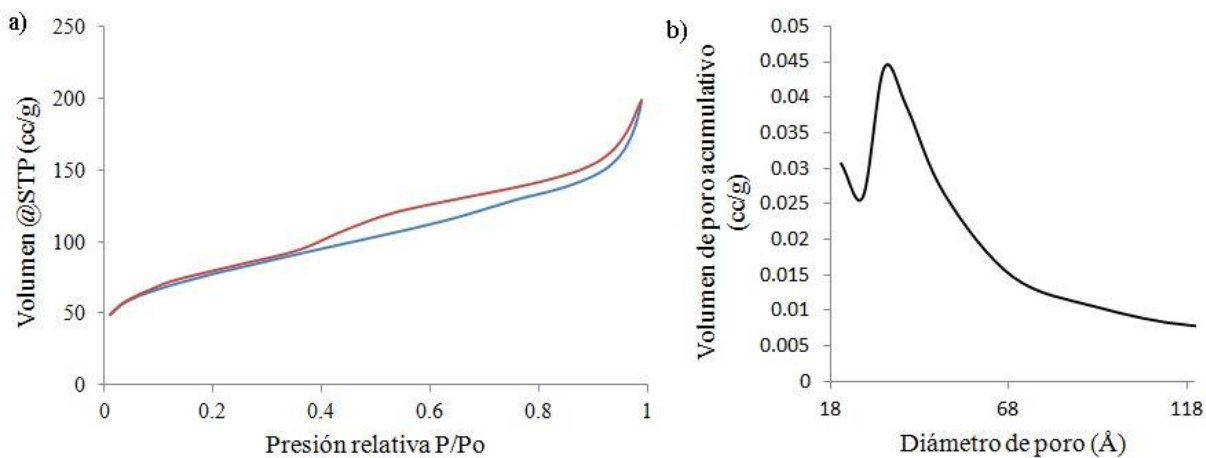 a)
250
200
150
100
50
0
Volumen @STP (cc/g)
0 0.2 0.4 0.6 0.8 1
Presión relativa P/Po
b)
0.05
0.045
0.04
0.035
0.03
0.025
0.02
0.015
0.01
0.005
0
Volumen de poro acumulativo
(cc/g)
18 68 118
Diámetro de poro (Å)